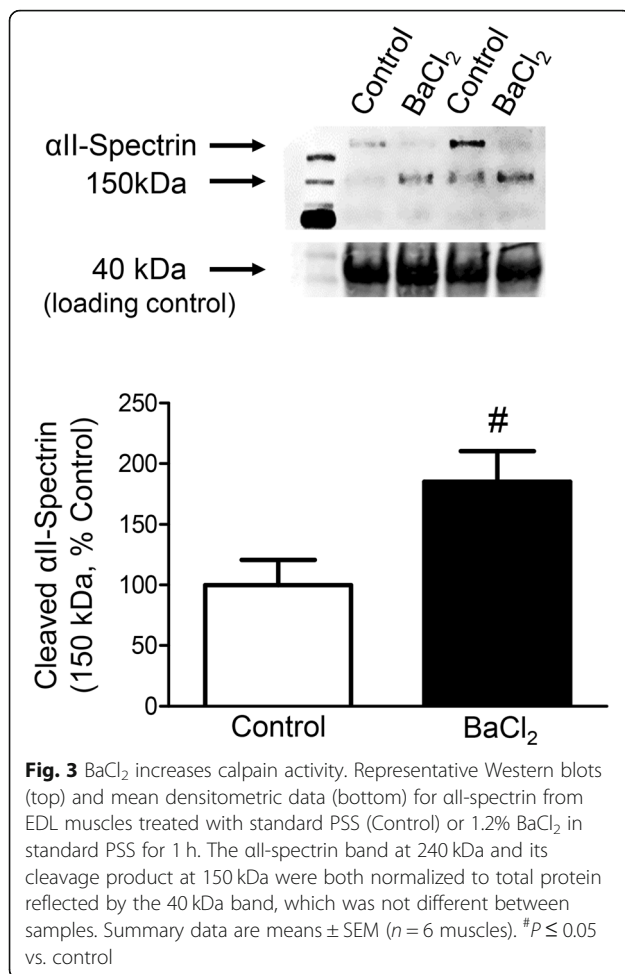 Control BaCl₂ Control BaCl₂
αII-Spectrin
150kDa
40 kDa
(loading control)
Cleaved αII-Spectrin
(150 kDa, % Control)
250
200
150
100
50
0
#
Control BaCl₂
Fig. 3 BaCl₂ increases calpain activity. Representative Western blots
(top) and mean densitometric data (bottom) for αII-spectrin from
EDL muscles treated with standard PSS (Control) or 1.2% BaCl₂ in
standard PSS for 1 h. The αII-spectrin band at 240 kDa and its
cleavage product at 150 kDa were both normalized to total protein
reflected by the 40 kDa band, which was not different between
samples. Summary data are means ± SEM (n = 6 muscles). #P ≤ 0.05
vs. control